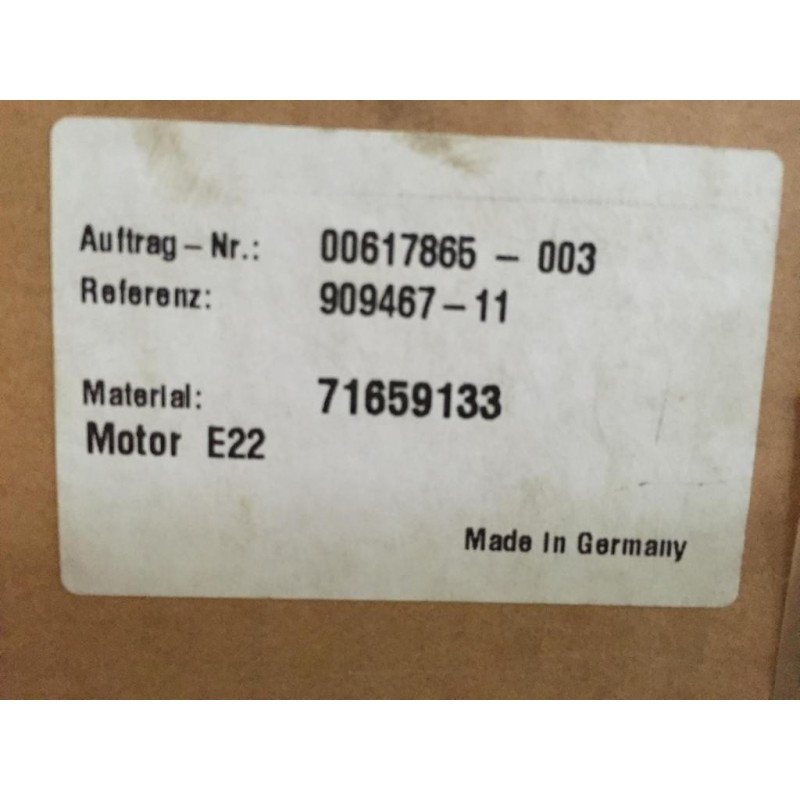 Auftrag – Nr.: 00617865 – 003
Referenz: 909467 – 11
Material: 71659133
Motor E22
Made In Germany